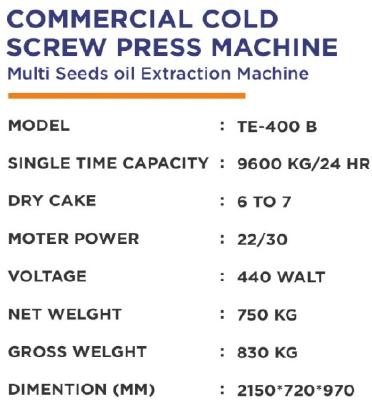 COMMERCIAL COLD
SCREW PRESS MACHINE
Multi Seeds oil Extraction Machine
MODEL : TE-400 B
SINGLE TIME CAPACITY : 9600 KG/24 HR
DRY CAKE : 6 TO 7
MOTER POWER : 22/30
VOLTAGE : 440 WALT
NET WELGHT : 750 KG
GROSS WELGHT : 830 KG
DIMENTION (MM) : 2150*720*970